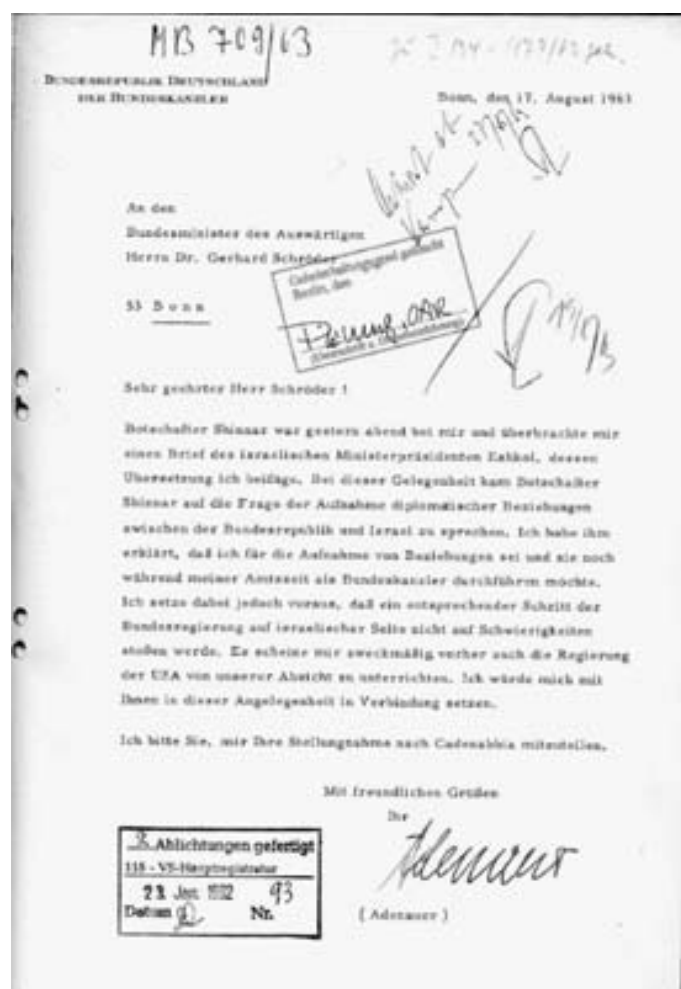 MB 709/63
BUNDESREPUBLIK DEUTSCHLAND
DER BUNDESKANZLER
Bonn, den 17. August 1963
An den
Bundesminister des Auswärtigen
Herrn Dr. Gerhard Schröder
53 Bonn
Geheimhaltungsgrad gelöscht
Berlin, den
Sehr geehrter Herr Schröder !
Botschafter Shinnar war gestern abend bei mir und überbrachte mir
einen Brief des israelischen Ministerpräsidenten Eshkol, dessen
Übersetzung ich beifüge. Bei dieser Gelegenheit kam Botschafter
Shinnar auf die Frage der Aufnahme diplomatischer Beziehungen
zwischen der Bundesrepublik und Israel zu sprechen. Ich habe ihm
erklärt, daß ich für die Aufnahme von Beziehungen sei und sie noch
während meiner Amtszeit als Bundeskanzler durchführen möchte.
Ich setze dabei jedoch voraus, daß ein entsprechender Schritt der
Bundesregierung auf israelischer Seite nicht auf Schwierigkeiten
stoßen werde. Es scheine mir zweckmäßig vorher auch die Regierung
der USA von unserer Absicht zu unterrichten. Ich würde mich mit
Ihnen in dieser Angelegenheit in Verbindung setzen.
Ich bitte Sie, mir Ihre Stellungnahme nach Cadenabbia mitzuteilen.
Mit freundlichen Grüßen
Ihr
Adenauer
( Adenauer )
Ablichtungen gefertigt
115 - VS-Hauptregistratur
Jan. 93
Datum Nr.